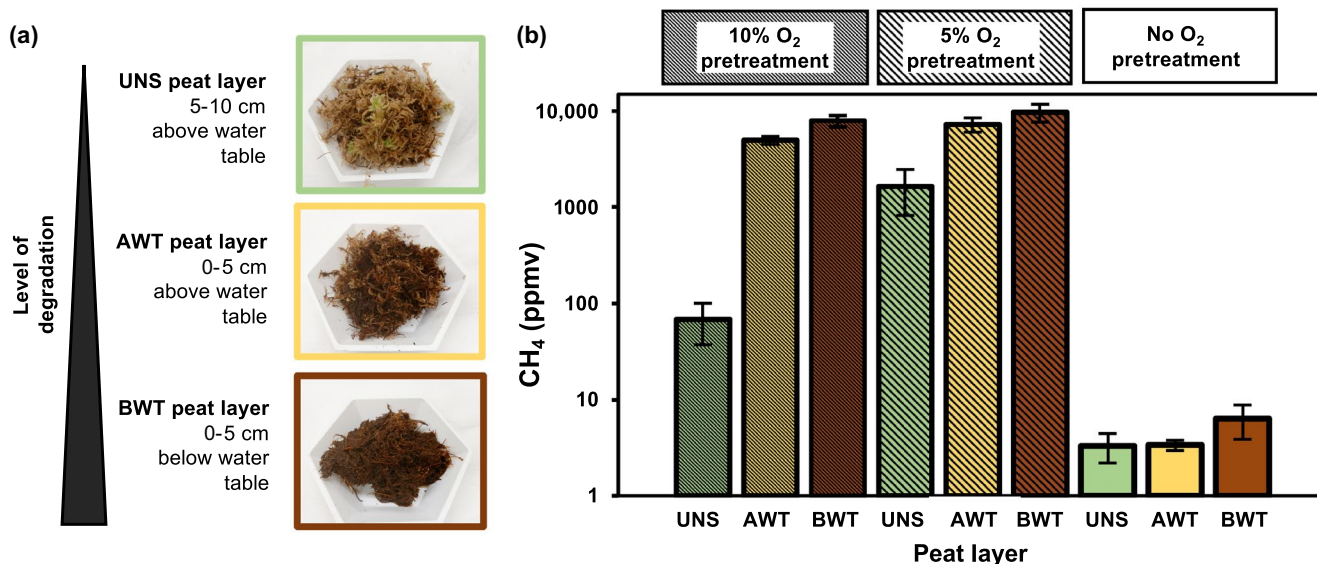 (a)
Level of
degradation
UNS peat layer
5-10 cm
above water
table
AWT peat layer
0-5 cm
above water
table
BWT peat layer
0-5 cm
below water
table
(b)
10% O₂
pretreatment
5% O₂
pretreatment
No O₂
pretreatment
CH₄ (ppmv)
10,000
1000
100
10
1
UNS AWT BWT UNS AWT BWT UNS AWT BWT
Peat layer